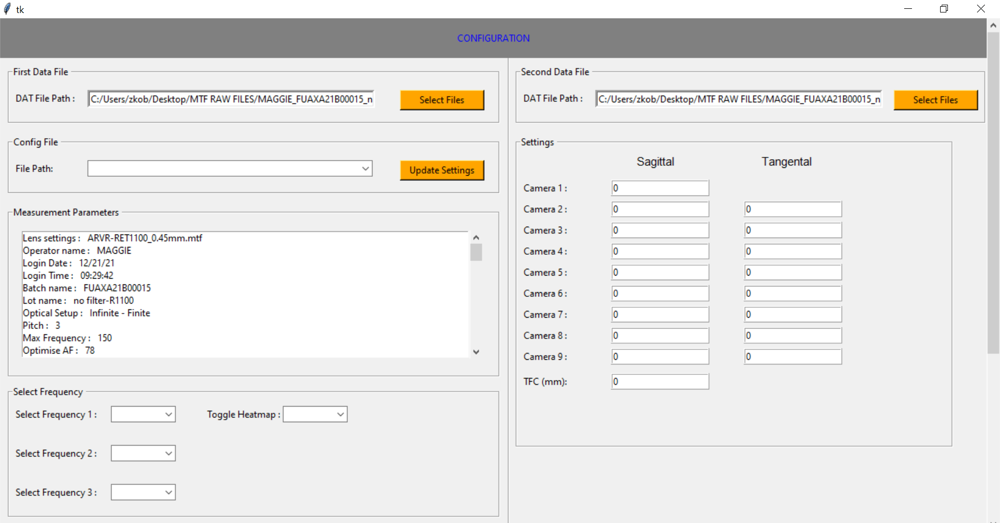 tk
CONFIGURATION
First Data File
DAT File Path :
C:/Users/zkob/Desktop/MTF RAW FILES/MAGGIE_FUAXA21B00015_n
Select Files
Config File
File Path:
Update Settings
Measurement Parameters
Lens settings : ARVR-RET1100_0.45mm.mtf
Operator name : MAGGIE
Login Date : 12/21/21
Login Time : 09:29:42
Batch name : FUAXA21B00015
Lot name : no filter-R1100
Optical Setup : Infinite - Finite
Pitch : 3
Max Frequency : 150
Optimise AF : 78
Select Frequency
Select Frequency 1 :
Toggle Heatmap :
Select Frequency 2 :
Select Frequency 3 :
Second Data File
DAT File Path :
C:/Users/zkob/Desktop/MTF RAW FILES/MAGGIE_FUAXA21B00015_n
Select Files
Settings
Sagittal Tangental
Camera 1 : 0
Camera 2 : 0 0
Camera 3 : 0 0
Camera 4 : 0 0
Camera 5 : 0 0
Camera 6 : 0 0
Camera 7 : 0 0
Camera 8 : 0 0
Camera 9 : 0 0
TFC (mm): 0